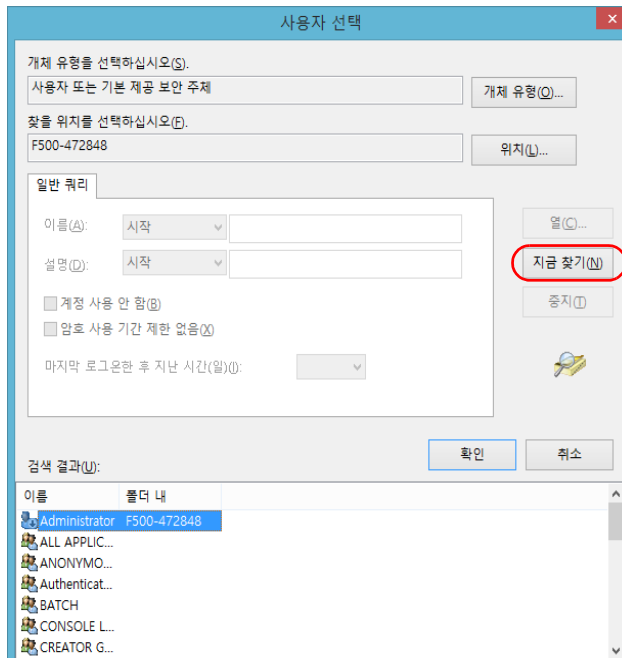 사용자 선택
개체 유형을 선택하십시오(S).
사용자 또는 기본 제공 보안 주체
개체 유형(O)...
찾을 위치를 선택하십시오(F).
F500-472848
위치(L)...
일반 쿼리
이름(A): 시작
열(C)...
설명(D): 시작
지금 찾기(N)
계정 사용 안 함(B)
중지(T)
암호 사용 기간 제한 없음(X)
마지막 로그온한 후 지난 시간(일)(I):
확인 취소
검색 결과(U):
이름 폴더 내
Administrator F500-472848
ALL APPLIC...
ANONYMO...
Authenticat...
BATCH
CONSOLE L...
CREATOR G...